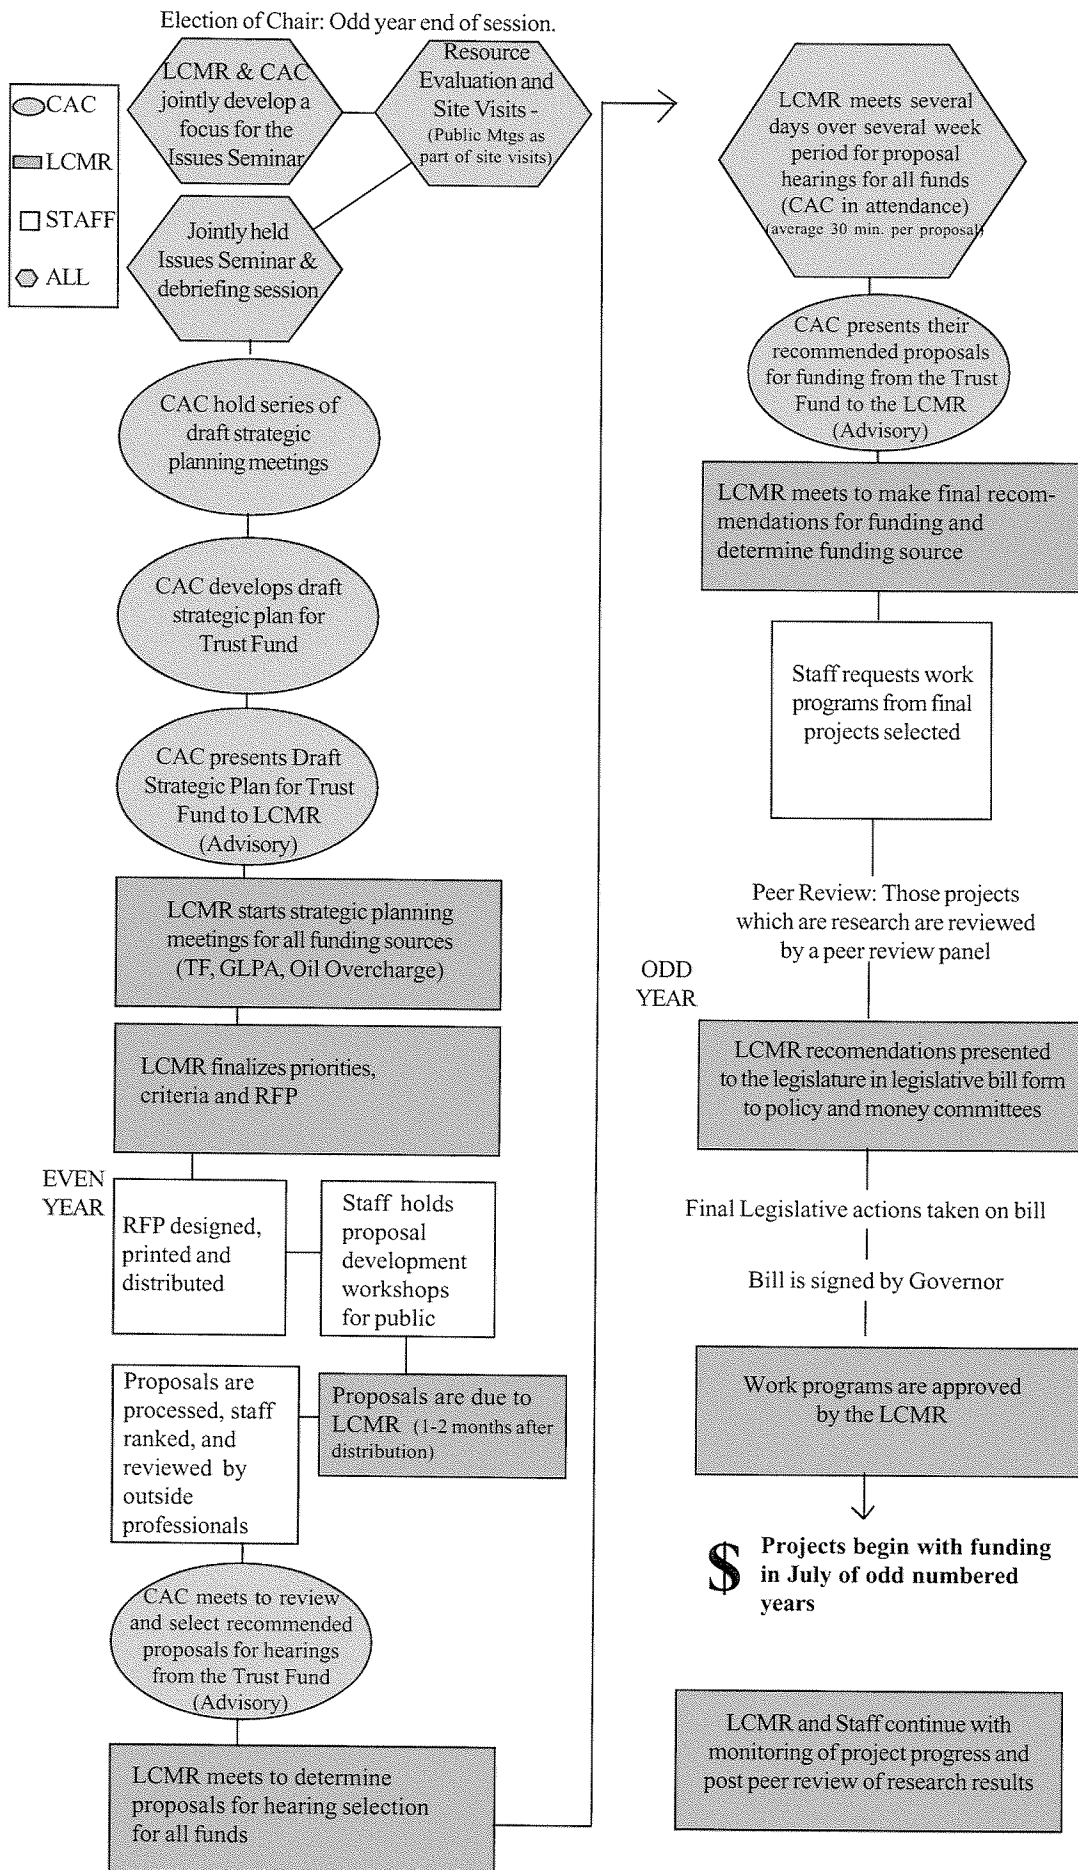 Election of Chair: Odd year end of session.
CAC
LCMR
STAFF
ALL
LCMR & CAC
jointly develop a
focus for the
Issues Seminar
Resource
Evaluation and
Site Visits -
(Public Mtgs as
part of site visits)
Jointly held
Issues Seminar &
debriefing session
CAC hold series of
draft strategic
planning meetings
CAC develops draft
strategic plan for
Trust Fund
CAC presents Draft
Strategic Plan for Trust
Fund to LCMR
(Advisory)
LCMR starts strategic planning
meetings for all funding sources
(TF, GLPA, Oil Overcharge)
LCMR finalizes priorities,
criteria and RFP
EVEN
YEAR
RFP designed,
printed and
distributed
Staff holds
proposal
development
workshops
for public
Proposals are due to
LCMR (1-2 months after
distribution)
Proposals are
processed, staff
ranked, and
reviewed by
outside
professionals
CAC meets to review
and select recommended
proposals for hearings
from the Trust Fund
(Advisory)
LCMR meets to determine
proposals for hearing selection
for all funds
LCMR meets several
days over several week
period for proposal
hearings for all funds
(CAC in attendance)
(average 30 min. per proposal)
CAC presents their
recommended proposals
for funding from the Trust
Fund to the LCMR
(Advisory)
LCMR meets to make final recom-
mendations for funding and
determine funding source
Staff requests work
programs from final
projects selected
Peer Review: Those projects
which are research are reviewed
by a peer review panel
ODD
YEAR
LCMR recomendations presented
to the legislature in legislative bill form
to policy and money committees
Final Legislative actions taken on bill
Bill is signed by Governor
Work programs are approved
by the LCMR
$ Projects begin with funding
in July of odd numbered
years
LCMR and Staff continue with
monitoring of project progress and
post peer review of research results